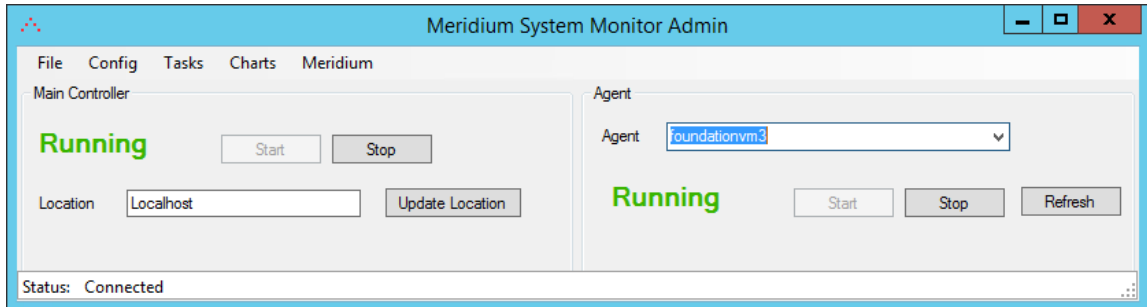 Meridium System Monitor Admin
File Config Tasks Charts Meridium
Main Controller
Running Start Stop
Location Localhost Update Location
Agent
Agent foundationvm3
Running Start Stop Refresh
Status: Connected